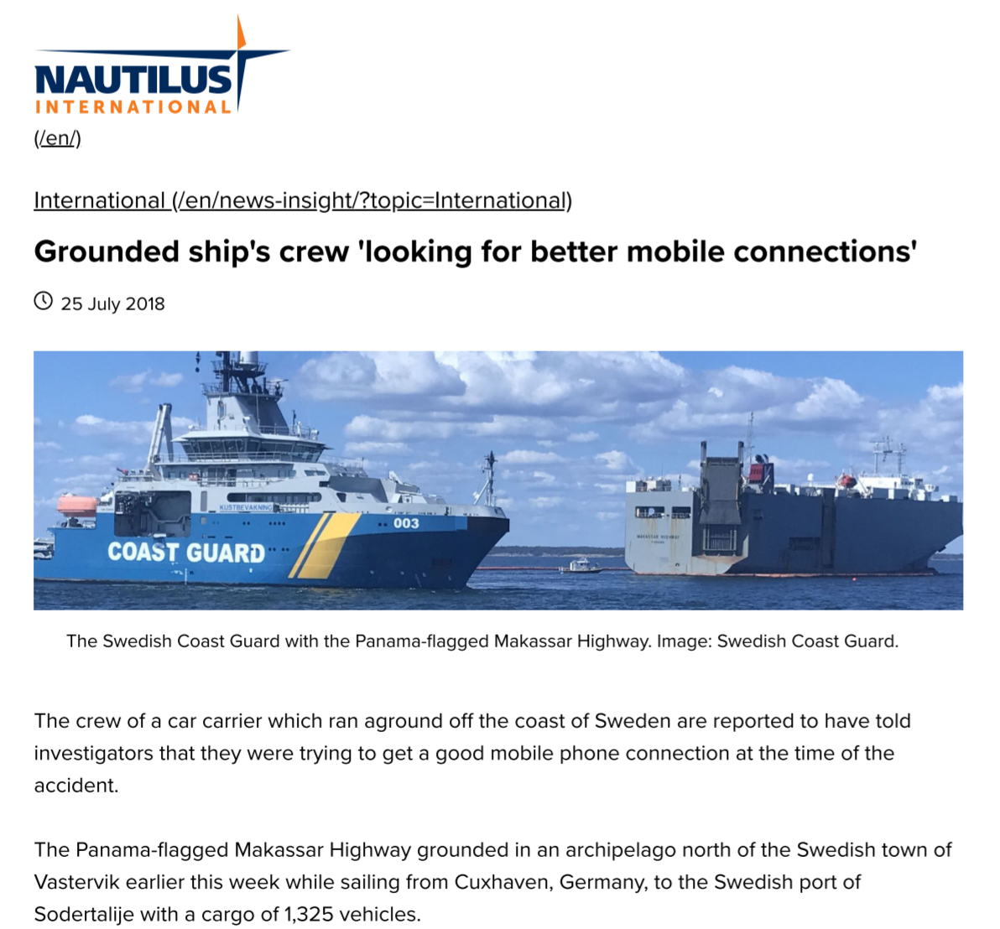 NAUTILUS
INTERNATIONAL
(/en/)
International (/en/news-insight/?topic=International)
Grounded ship's crew 'looking for better mobile connections'
25 July 2018
KUSTBEVAKNING
003
COAST GUARD
MAKASSAR HIGHWAY
The Swedish Coast Guard with the Panama-flagged Makassar Highway. Image: Swedish Coast Guard.
The crew of a car carrier which ran aground off the coast of Sweden are reported to have told
investigators that they were trying to get a good mobile phone connection at the time of the
accident.
The Panama-flagged Makassar Highway grounded in an archipelago north of the Swedish town of
Vastervik earlier this week while sailing from Cuxhaven, Germany, to the Swedish port of
Sodertalije with a cargo of 1,325 vehicles.